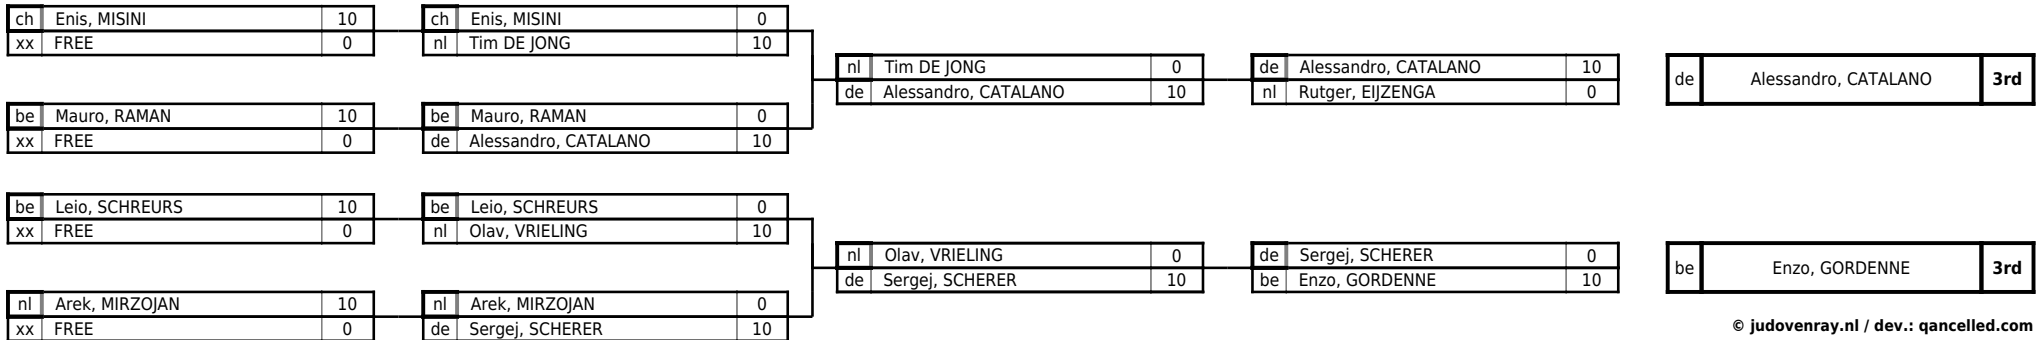 ch Enis, MISINI 10
xx FREE 0
be Mauro, RAMAN 10
xx FREE 0
be Leio, SCHREURS 10
xx FREE 0
nl Arek, MIRZOJAN 10
xx FREE 0
ch Enis, MISINI 0
nl Tim DE JONG 10
be Mauro, RAMAN 0
de Alessandro, CATALANO 10
be Leio, SCHREURS 0
nl Olav, VRIELING 10
nl Arek, MIRZOJAN 0
de Sergej, SCHERER 10
nl Tim DE JONG 0
de Alessandro, CATALANO 10
nl Olav, VRIELING 0
de Sergej, SCHERER 10
de Alessandro, CATALANO 10
nl Rutger, EIJZENGA 0
de Sergej, SCHERER 0
be Enzo, GORDENNE 10
de Alessandro, CATALANO 3rd
be Enzo, GORDENNE 3rd
© judovenray.nl / dev.: qancelled.com